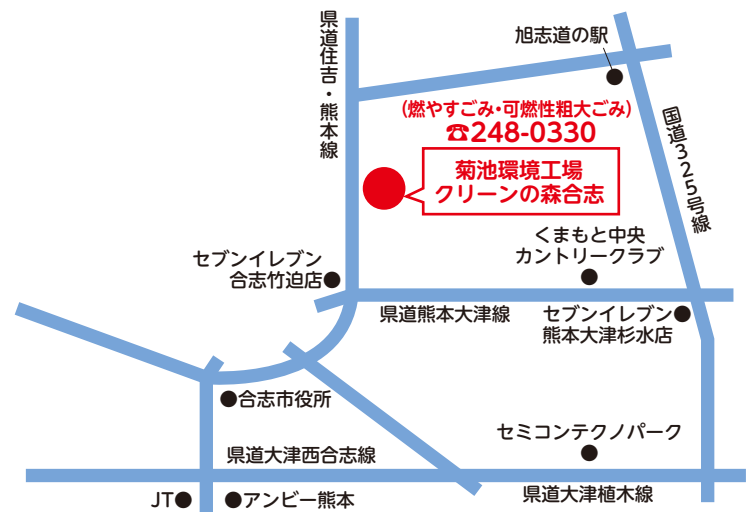 県道住吉・熊本線
旭志道の駅
(燃やすごみ・可燃性粗大ごみ)
☎248-0330
菊池環境工場
クリーンの森合志
国道325号線
くまもと中央
カントリークラブ
セブンイレブン
合志竹迫店
県道熊本大津線
セブンイレブン
熊本大津杉水店
合志市役所
セミコンテクノパーク
県道大津西合志線
県道大津植木線
JT
アンビー熊本